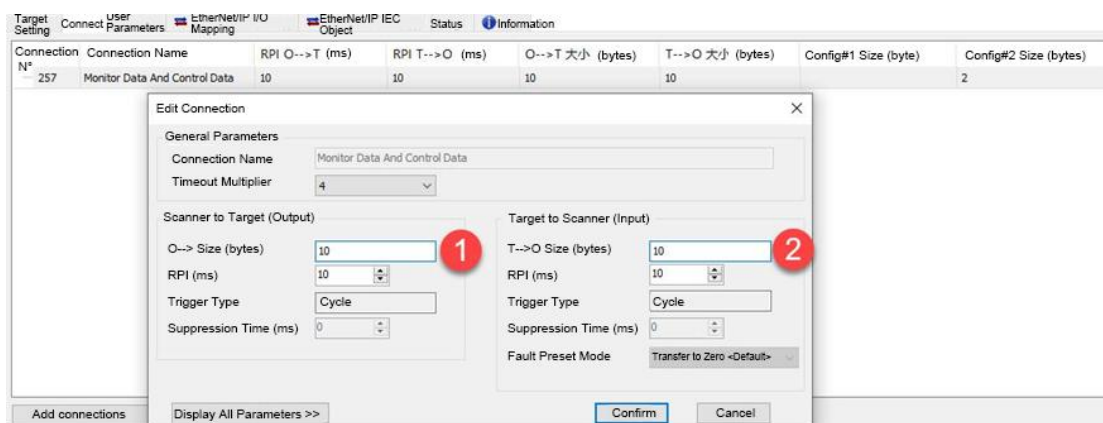 Target Setting Connect User Parameters EtherNet/IP I/O Mapping EtherNet/IP IEC Object Status Information
Connection N° Connection Name RPI O-->T (ms) RPI T-->O (ms) O-->T 大小 (bytes) T-->O 大小 (bytes) Config#1 Size (byte) Config#2 Size (bytes)
257 Monitor Data And Control Data 10 10 10 10 2
Edit Connection
General Parameters
Connection Name Monitor Data And Control Data
Timeout Multiplier 4
Scanner to Target (Output) Target to Scanner (Input)
O--> Size (bytes) 10 1 T-->O Size (bytes) 10 2
RPI (ms) 10 RPI (ms) 10
Trigger Type Cycle Trigger Type Cycle
Suppression Time (ms) 0 Suppression Time (ms) 0
Fault Preset Mode Transfer to Zero <Default>
Add connections Display All Parameters >> Confirm Cancel